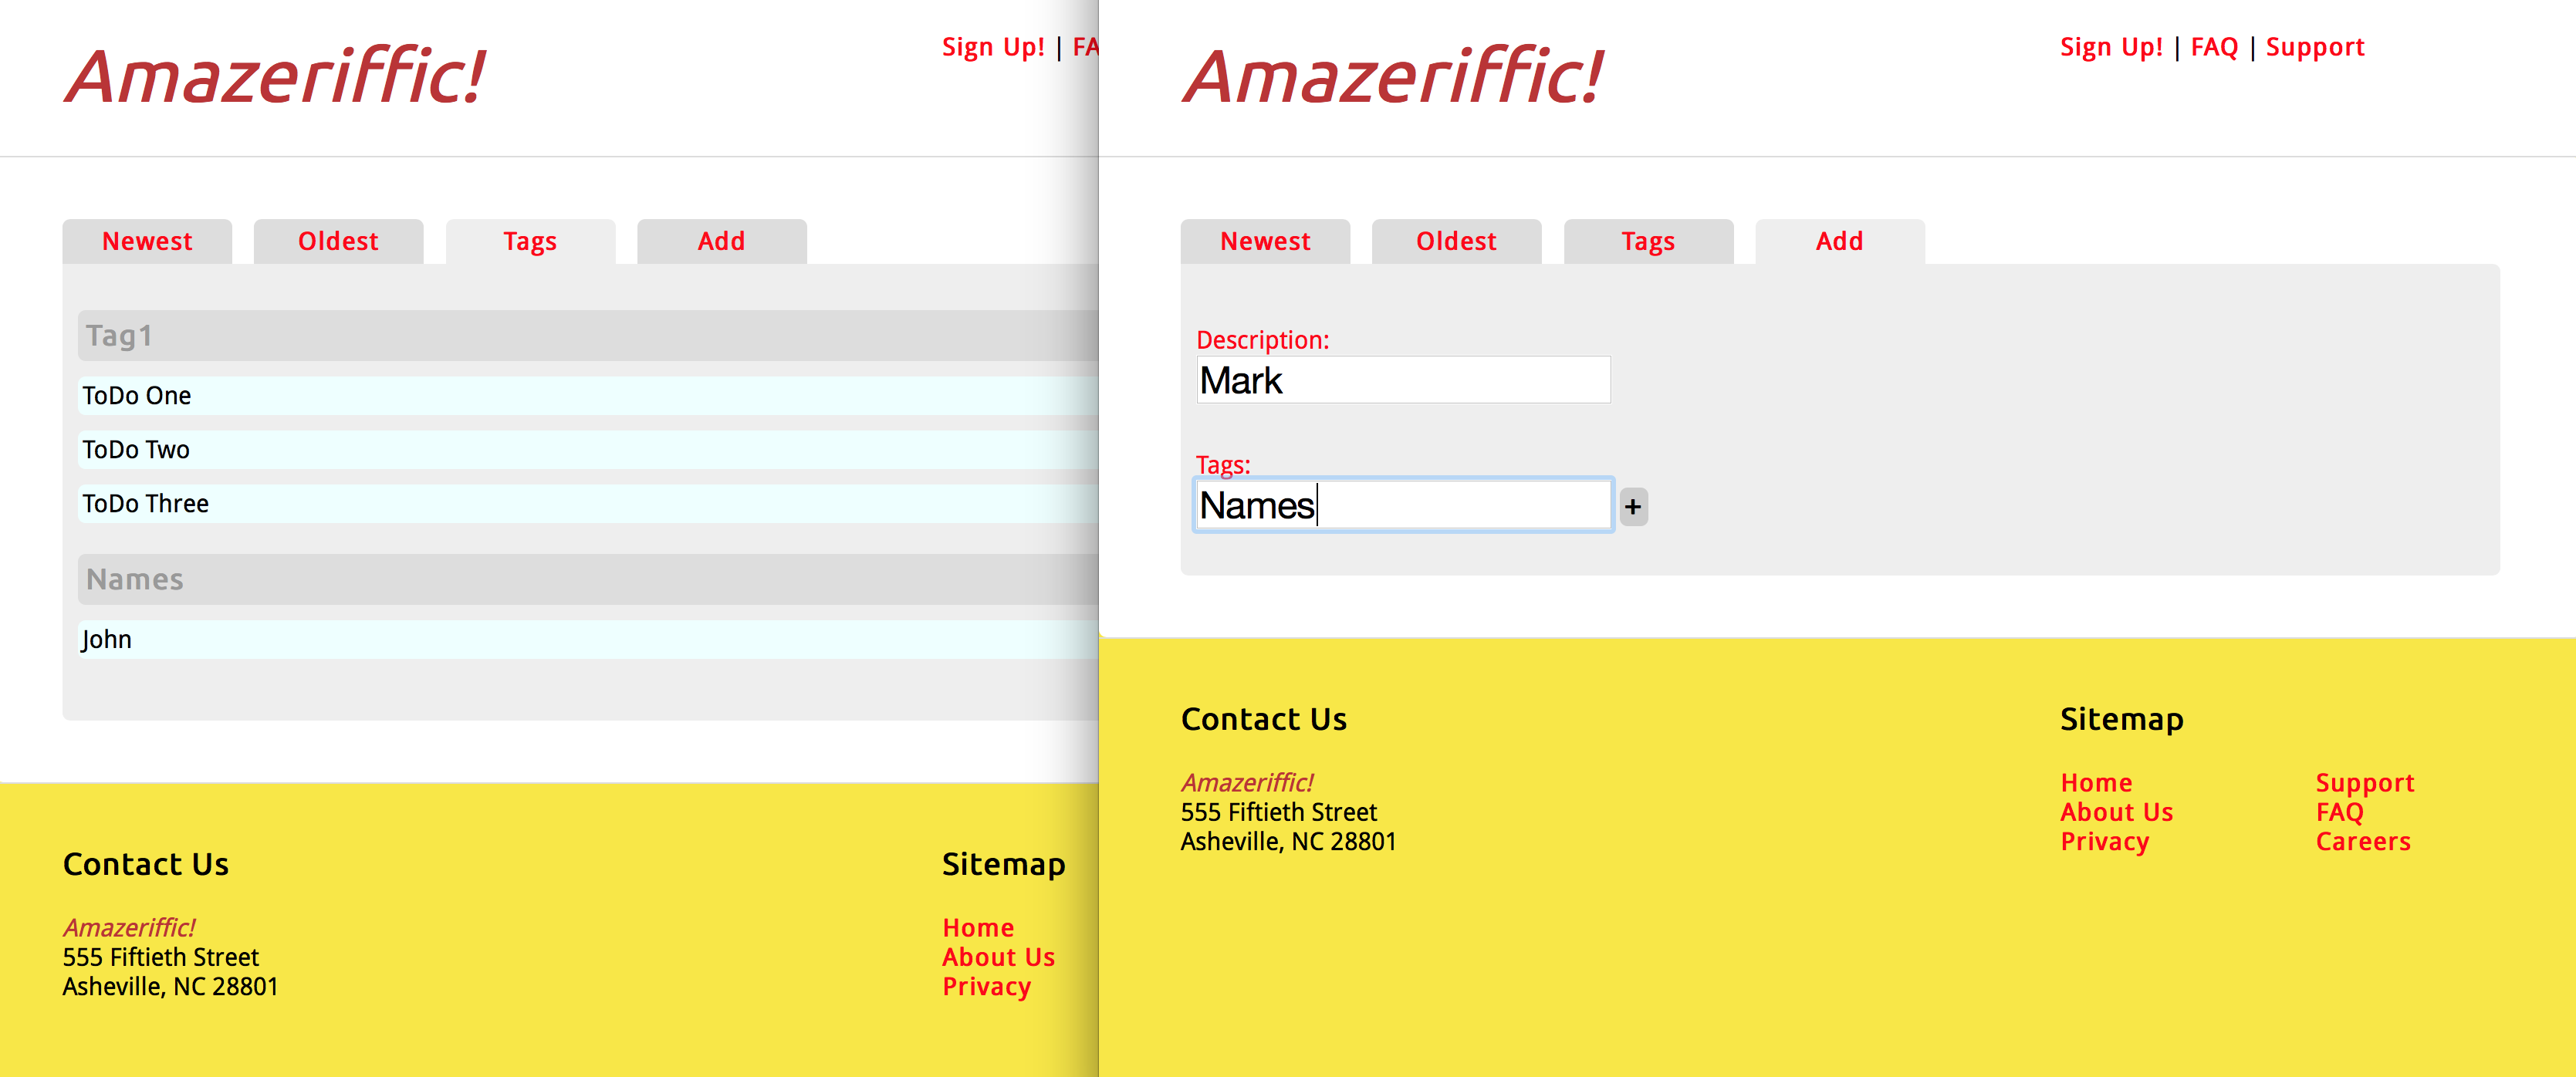 Amazeriffic!
Sign Up! | FA
Newest Oldest Tags Add
Tag1
ToDo One
ToDo Two
ToDo Three
Names
John
Contact Us
Amazeriffic!
555 Fiftieth Street
Asheville, NC 28801
Sitemap
Home
About Us
Privacy
Amazeriffic!
Sign Up! | FAQ | Support
Newest Oldest Tags Add
Description:
Mark
Tags:
Names
+
Contact Us
Amazeriffic!
555 Fiftieth Street
Asheville, NC 28801
Sitemap
Home Support
About Us FAQ
Privacy Careers